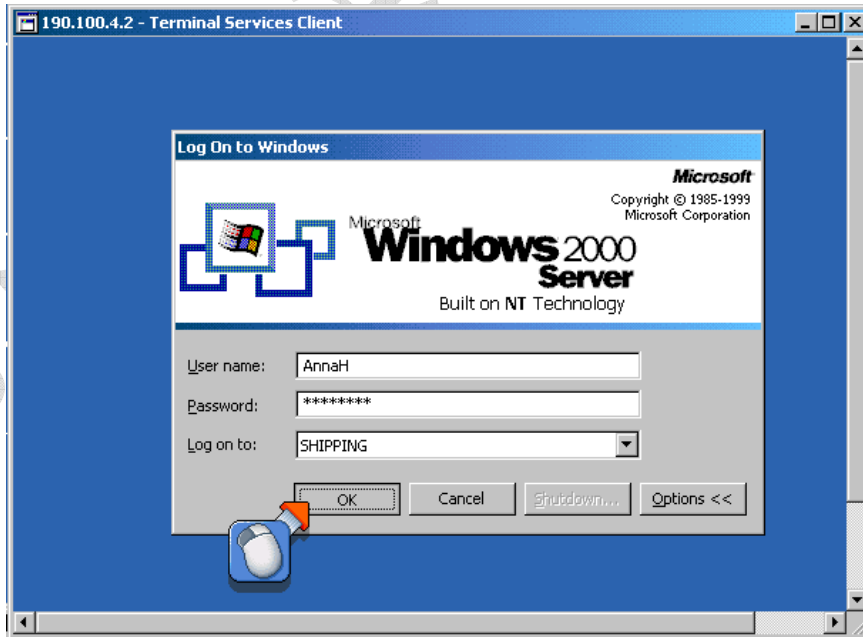 190.100.4.2 - Terminal Services Client
Log On to Windows
Microsoft
Copyright © 1985-1999
Microsoft Corporation
Microsoft
Windows 2000
Server
Built on NT Technology
User name: AnnaH
Password: ********
Log on to: SHIPPING
OK Cancel Shutdown... Options <<